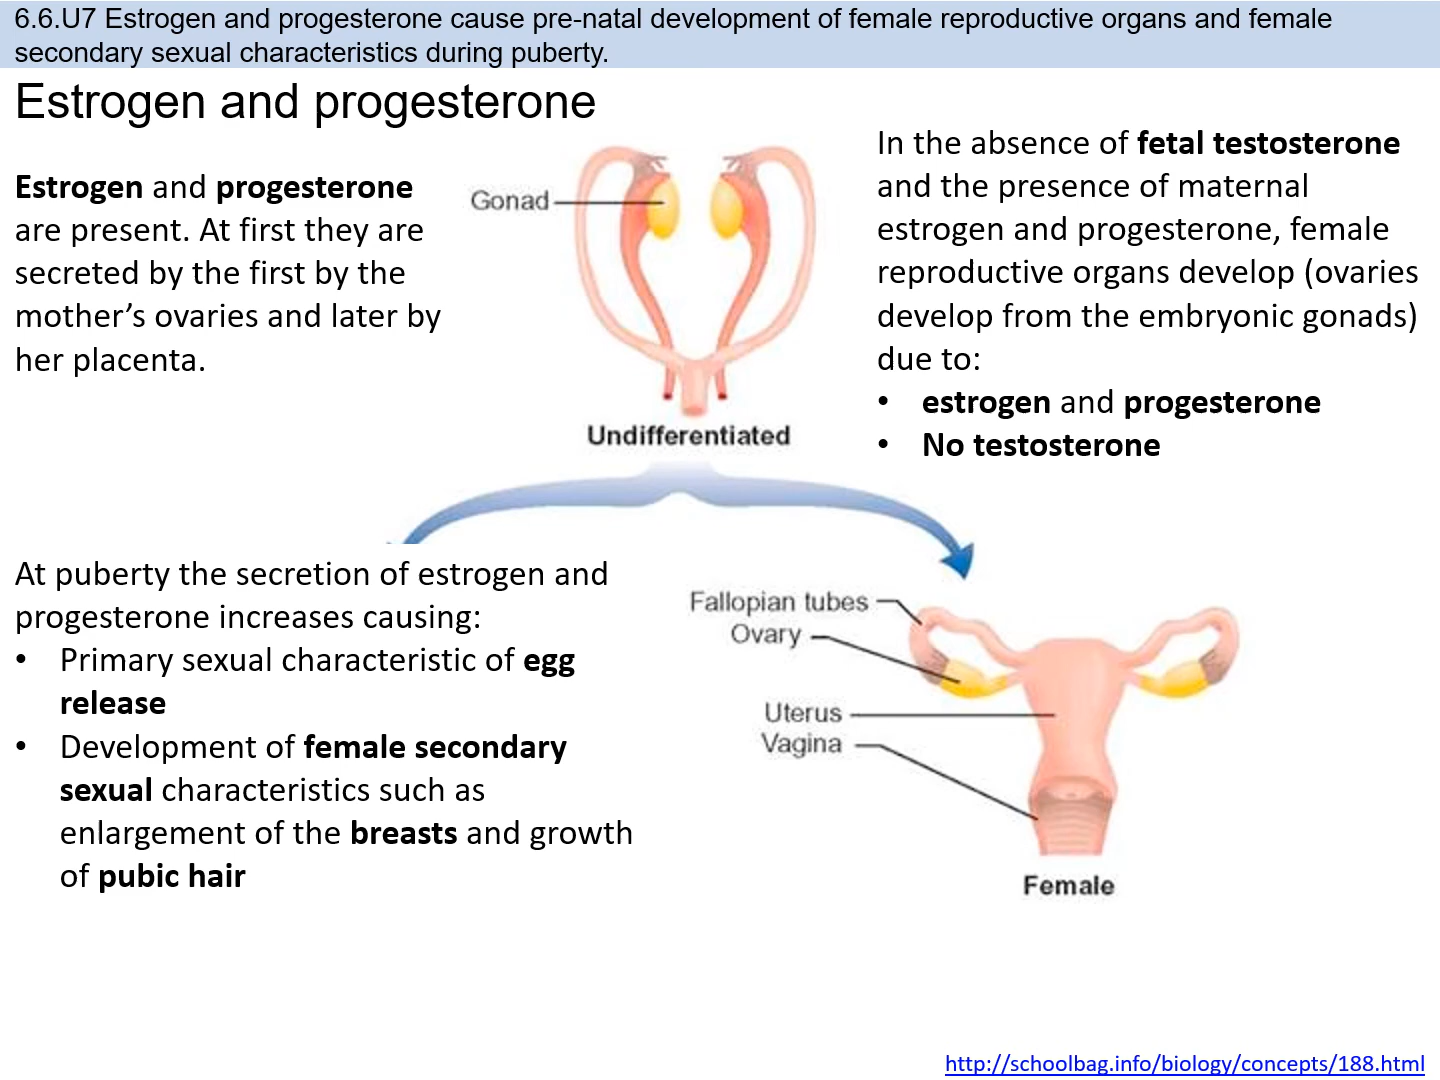 6.6.U7 Estrogen and progesterone cause pre-natal development of female reproductive organs and female
secondary sexual characteristics during puberty.
Estrogen and progesterone
Estrogen and progesterone
are present. At first they are
secreted by the first by the
mother’s ovaries and later by
her placenta.
Gonad
Undifferentiated
In the absence of fetal testosterone
and the presence of maternal
estrogen and progesterone, female
reproductive organs develop (ovaries
develop from the embryonic gonads)
due to:
• estrogen and progesterone
• No testosterone
At puberty the secretion of estrogen and
progesterone increases causing:
• Primary sexual characteristic of egg
release
• Development of female secondary
sexual characteristics such as
enlargement of the breasts and growth
of pubic hair
Fallopian tubes
Ovary
Uterus
Vagina
Female
http://schoolbag.info/biology/concepts/188.html